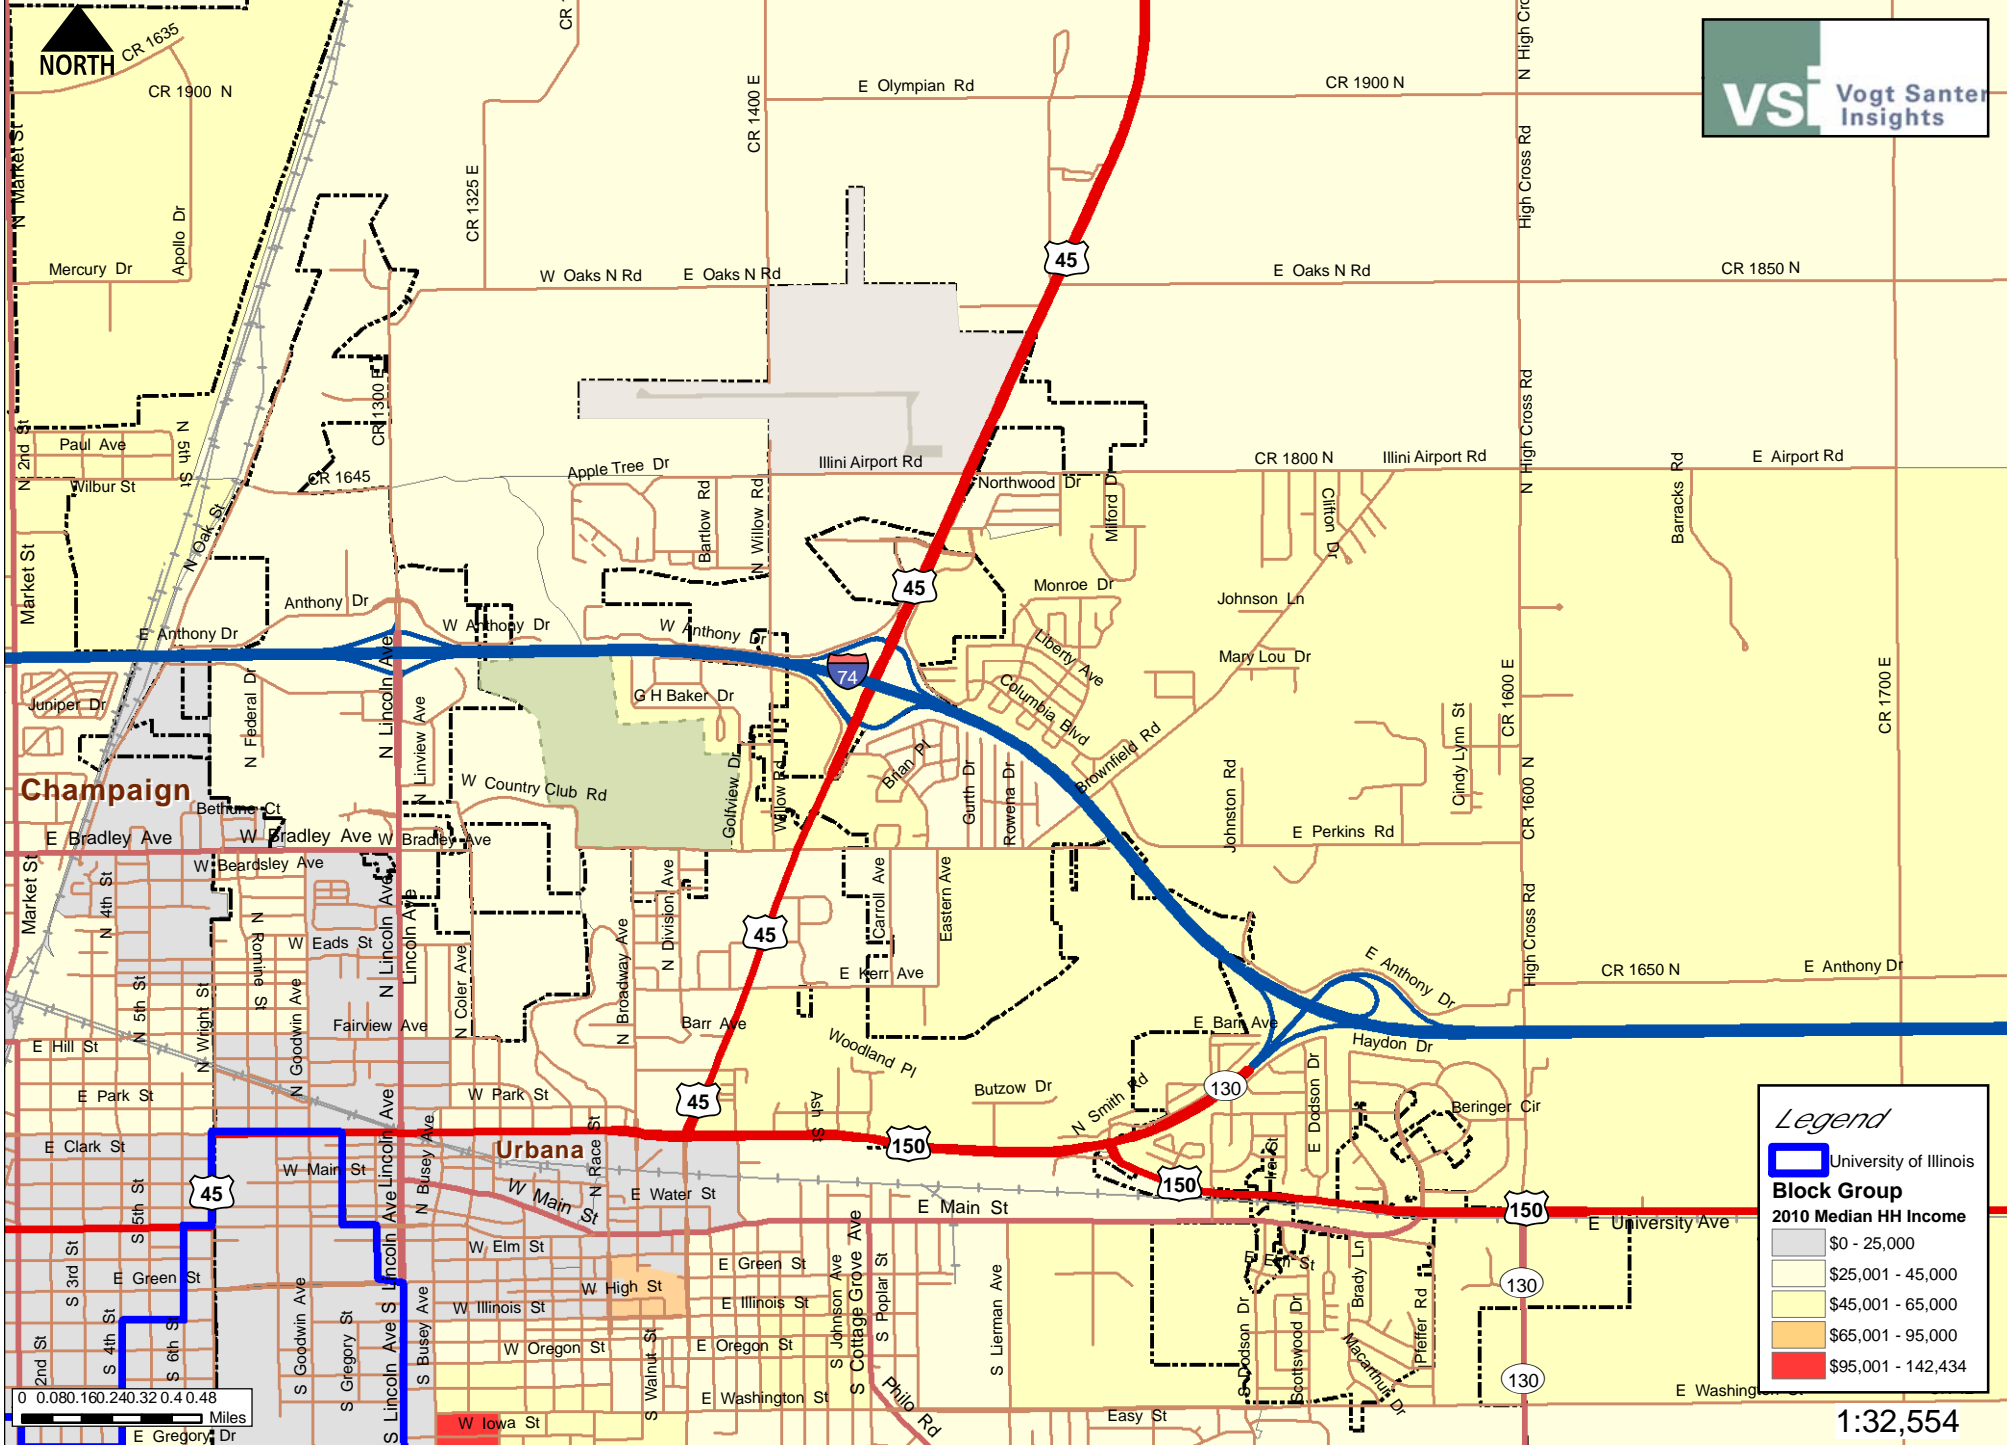 NORTH
CR 1635
CR 1900 N
N Market St
Apollo Dr
Mercury Dr
CR 1
CR 1325 E
CR 1400 E
E Olympian Rd
CR 1900 N
N High Cro
High Cross Rd
VSi Vogt Santer
Insights
45
W Oaks N Rd
E Oaks N Rd
E Oaks N Rd
CR 1850 N
CR 1300 E
N High Cross Rd
N 2nd St
Paul Ave
N 5th St
Wilbur St
CR 1645
N Oak St
Apple Tree Dr
Illini Airport Rd
CR 1800 N
Illini Airport Rd
E Airport Rd
Bartlow Rd
N Willow Rd
Northwood Dr
Milford Dr
Clifton Dr
Barracks Rd
Market St
E Anthony Dr
Anthony Dr
W Anthony Dr
W Anthony Dr
45
Monroe Dr
Johnson Ln
Liberty Ave
Mary Lou Dr
Columbia Blvd
74
Juniper Dr
N Federal Dr
N Lincoln Ave
N Linview Ave
G H Baker Dr
Brian Pl
Brownfield Rd
Cindy Lynn St
CR 1600 E
CR 1700 E
Champaign
W Country Club Rd
Golfview Dr
Willow Rd
Gurth Dr
Rowena Dr
Johnston Rd
CR 1600 N
Bethune Ct
E Bradley Ave
W Bradley Ave
W Bradley Ave
E Perkins Rd
W Beardsley Ave
Market St
N 4th St
N Romine St
W Eads St
N Lincoln Ave
Lincoln Ave
N Coler Ave
N Broadway Ave
N Division Ave
45
Carroll Ave
Eastern Ave
E Kerr Ave
High Cross Rd
E Anthony Dr
CR 1650 N
E Anthony Dr
N 5th St
N Wright St
N Goodwin Ave
Fairview Ave
Barr Ave
E Barr Ave
Haydon Dr
E Hill St
Woodland Pl
E Park St
W Park St
45
Ash St
Butzow Dr
N Smith Rd
130
E Dodson Dr
Beringer Cir
E Clark St
Urbana
150
W Main St
Lincoln Ave
N Busey Ave
N Race St
Ira St
45
W Main St
E Water St
150
E Main St
150
E University Ave
S 5th St
S 3rd St
E Green St
W Elm St
E Green St
E Elm St
W High St
W Illinois St
E Illinois St
S Johnson Ave
S Cottage Grove Ave
S Poplar St
S Lierman Ave
Brady Ln
130
2nd St
S 4th St
S 6th St
S Goodwin Ave
S Gregory St
S Lincoln Ave
S Lincoln Ave
S Busey Ave
W Oregon St
S Walnut St
E Oregon St
S Dodson Dr
Scottswood Dr
Macarthur Dr
Pfeffer Rd
130
E Washington St
Philo Rd
E Washington St
W Iowa St
Easy St
E Gregory Dr
0 0.080.160.240.32 0.4 0.48
Miles
Legend
University of Illinois
Block Group
2010 Median HH Income
$0 - 25,000
$25,001 - 45,000
$45,001 - 65,000
$65,001 - 95,000
$95,001 - 142,434
1:32,554